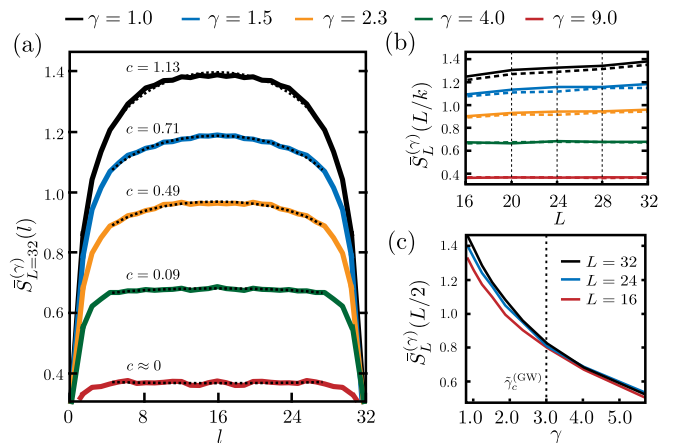 γ = 1.0 γ = 1.5 γ = 2.3 γ = 4.0 γ = 9.0
(a)
c = 1.13
c = 0.71
c = 0.49
c = 0.09
c ≈ 0
1.4
1.2
1.0
0.8
0.6
0.4
0 8 16 24 32
l
S̄_{L=32}^{(γ)}(l)
(b)
1.4
1.2
1.0
0.8
0.6
0.4
16 20 24 28 32
L
S̄_L^{(γ)}(L/k)
(c)
L = 32
L = 24
L = 16
γ̄_c^{(GW)}
1.4
1.2
1.0
0.8
0.6
1.0 2.0 3.0 4.0 5.0
γ
S̄_L^{(γ)}(L/2)